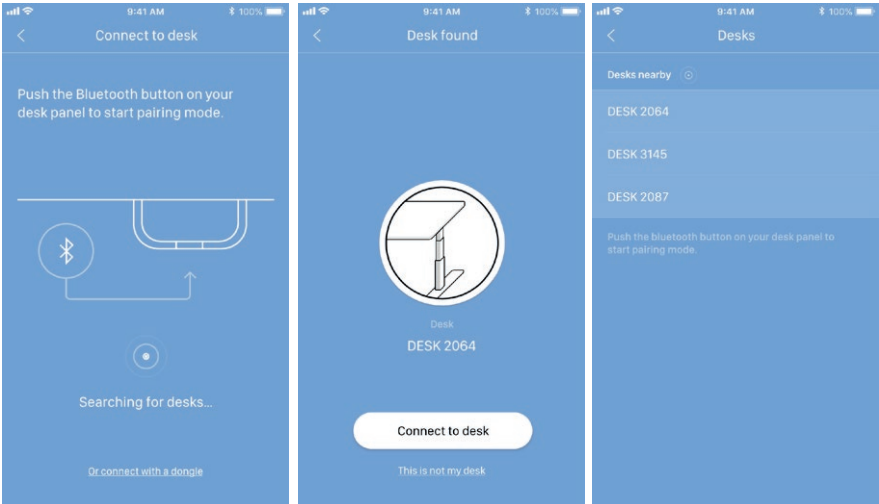 9:41 AM
100%
Connect to desk
Push the Bluetooth button on your
desk panel to start pairing mode.
Searching for desks...
Or connect with a dongle
9:41 AM
100%
Desk found
Desk
DESK 2064
Connect to desk
This is not my desk
9:41 AM
100%
Desks
Desks nearby
DESK 2064
DESK 3145
DESK 2087
Push the bluetooth button on your desk panel to
start pairing mode.